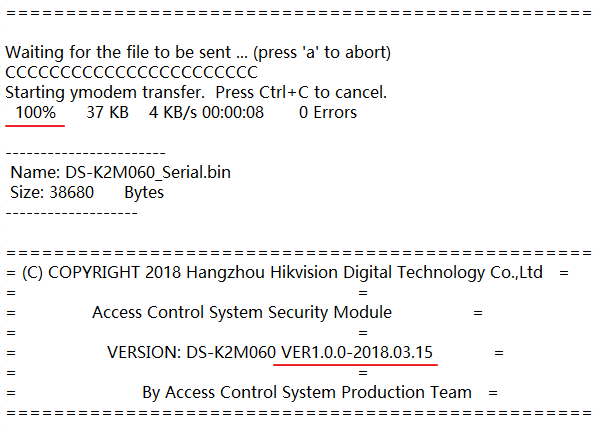 =================================================
Waiting for the file to be sent ... (press 'a' to abort)
CCCCCCCCCCCCCCCCCCCCCCC
Starting ymodem transfer.  Press Ctrl+C to cancel.
100%      37 KB    4 KB/s 00:00:08       0 Errors
-----------------------
Name: DS-K2M060_Serial.bin
Size: 38680      Bytes
-------------------
=================================================
= (C) COPYRIGHT 2018 Hangzhou Hikvision Digital Technology Co.,Ltd   =
=                                                                     =
=               Access Control System Security Module                =
=                                                                     =
=                  VERSION: DS-K2M060 VER1.0.0-2018.03.15             =
=                                                                     =
=                         By Access Control System Production Team   =
=================================================